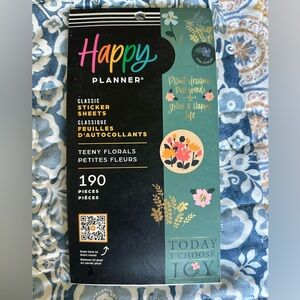 Happy
PLANNER®
CLASSIC
STICKER
SHEETS
CLASSIQUE
FEUILLES
D'AUTOCOLLANTS
TEENY FLORALS
PETITES FLEURS
190
PIECES
PIÈCES
Plant dreams
Pull weeds
&
grow a Happy
life
TODAY
I CHOOSE
JOY